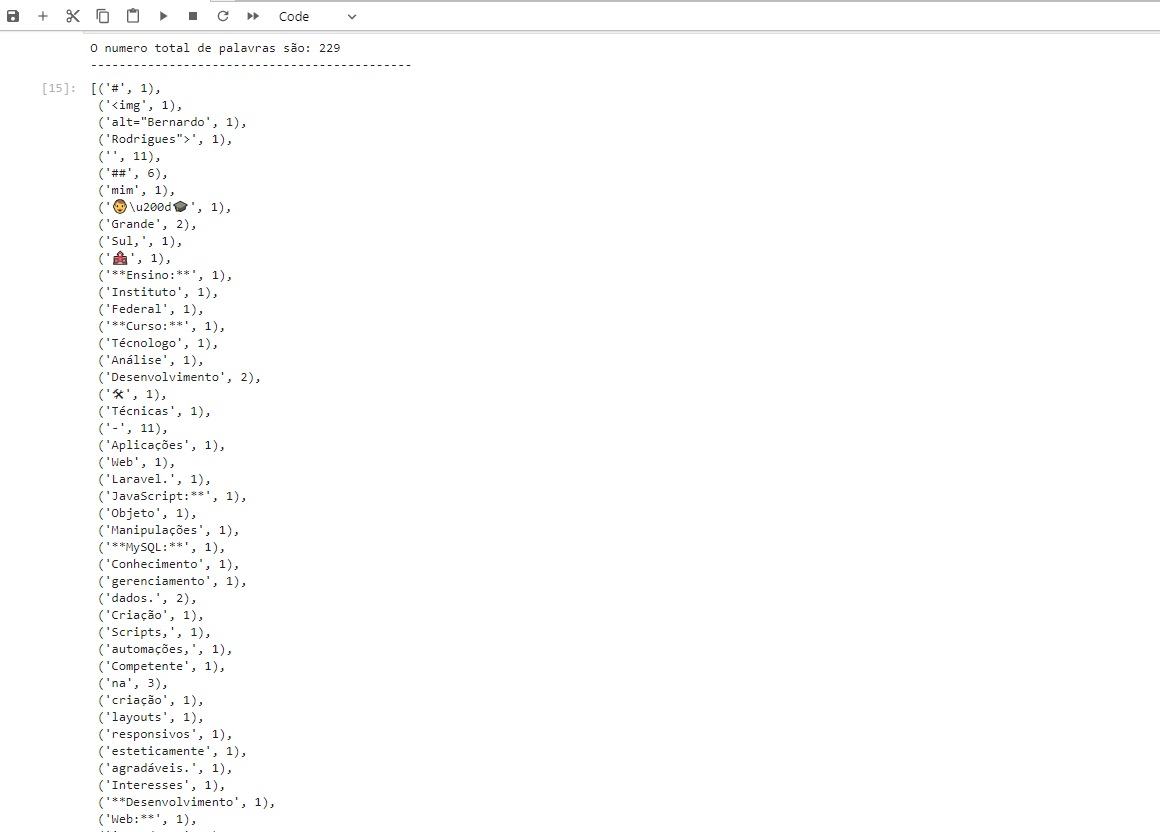 Code
O numero total de palavras são: 229
---------------------------------------------
[15]: [('#', 1),
('<img', 1),
('alt="Bernardo', 1),
('Rodrigues">', 1),
('', 11),
('##', 6),
('mim', 1),
('👨\u200d🎓', 1),
('Grande', 2),
('Sul,', 1),
('🏫', 1),
('**Ensino:**', 1),
('Instituto', 1),
('Federal', 1),
('**Curso:**', 1),
('Técnologo', 1),
('Análise', 1),
('Desenvolvimento', 2),
('🛠', 1),
('Técnicas', 1),
('-', 11),
('Aplicações', 1),
('Web', 1),
('Laravel.', 1),
('JavaScript:**', 1),
('Objeto', 1),
('Manipulações', 1),
('**MySQL:**', 1),
('Conhecimento', 1),
('gerenciamento', 1),
('dados.', 2),
('Criação', 1),
('Scripts,', 1),
('automações,', 1),
('Competente', 1),
('na', 3),
('criação', 1),
('layouts', 1),
('responsivos', 1),
('esteticamente', 1),
('agradáveis.', 1),
('Interesses', 1),
('**Desenvolvimento', 1),
('Web:**', 1),